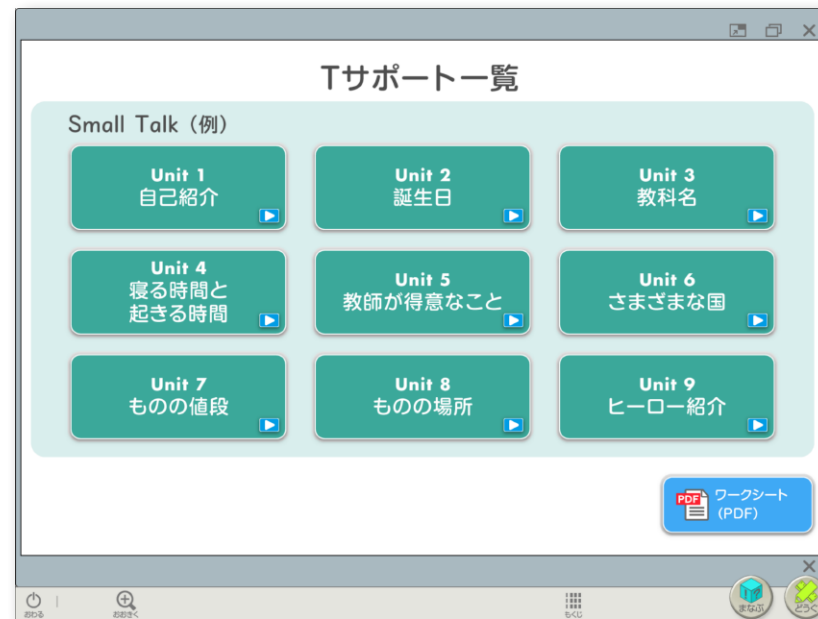 Tサポート一覧
Small Talk（例）
Unit 1
自己紹介
Unit 2
誕生日
Unit 3
教科名
Unit 4
寝る時間と
起きる時間
Unit 5
教師が得意なこと
Unit 6
さまざまな国
Unit 7
ものの値段
Unit 8
ものの場所
Unit 9
ヒーロー紹介
PDF
ワークシート
(PDF)
おわる
おおきく
もくじ
まなぶ
どうぐ